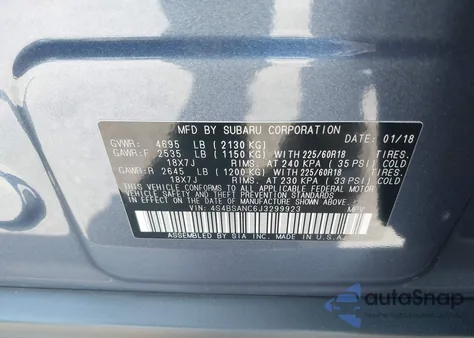 MFD. BY SUBARU CORPORATION 01/18
GVWR: 4695 LB ( 2130 KG)
GAWR:F 2535 LB ( 1150 KG) WITH 225/60R18 TIRES.
18X7J RIMS. AT 240 KPA ( 35 PSI) COLD
GAWR:R 2645 LB ( 1200 KG) WITH 225/60R18 TIRES.
18X7J RIMS. AT 230 KPA ( 33 PSI) COLD
THIS VEHICLE CONFORMS TO ALL APPLICABLE FEDERAL MOTOR
VEHICLE SAFETY, BUMPER, AND THEFT PREVENTION STANDARDS
IN EFFECT ON THE DATE OF MANUFACTURE SHOWN ABOVE.
VIN: 4S4BSANC6J3299923
ASSEMBLED BY SIA INC. MADE IN U.S.A.
autoSnap